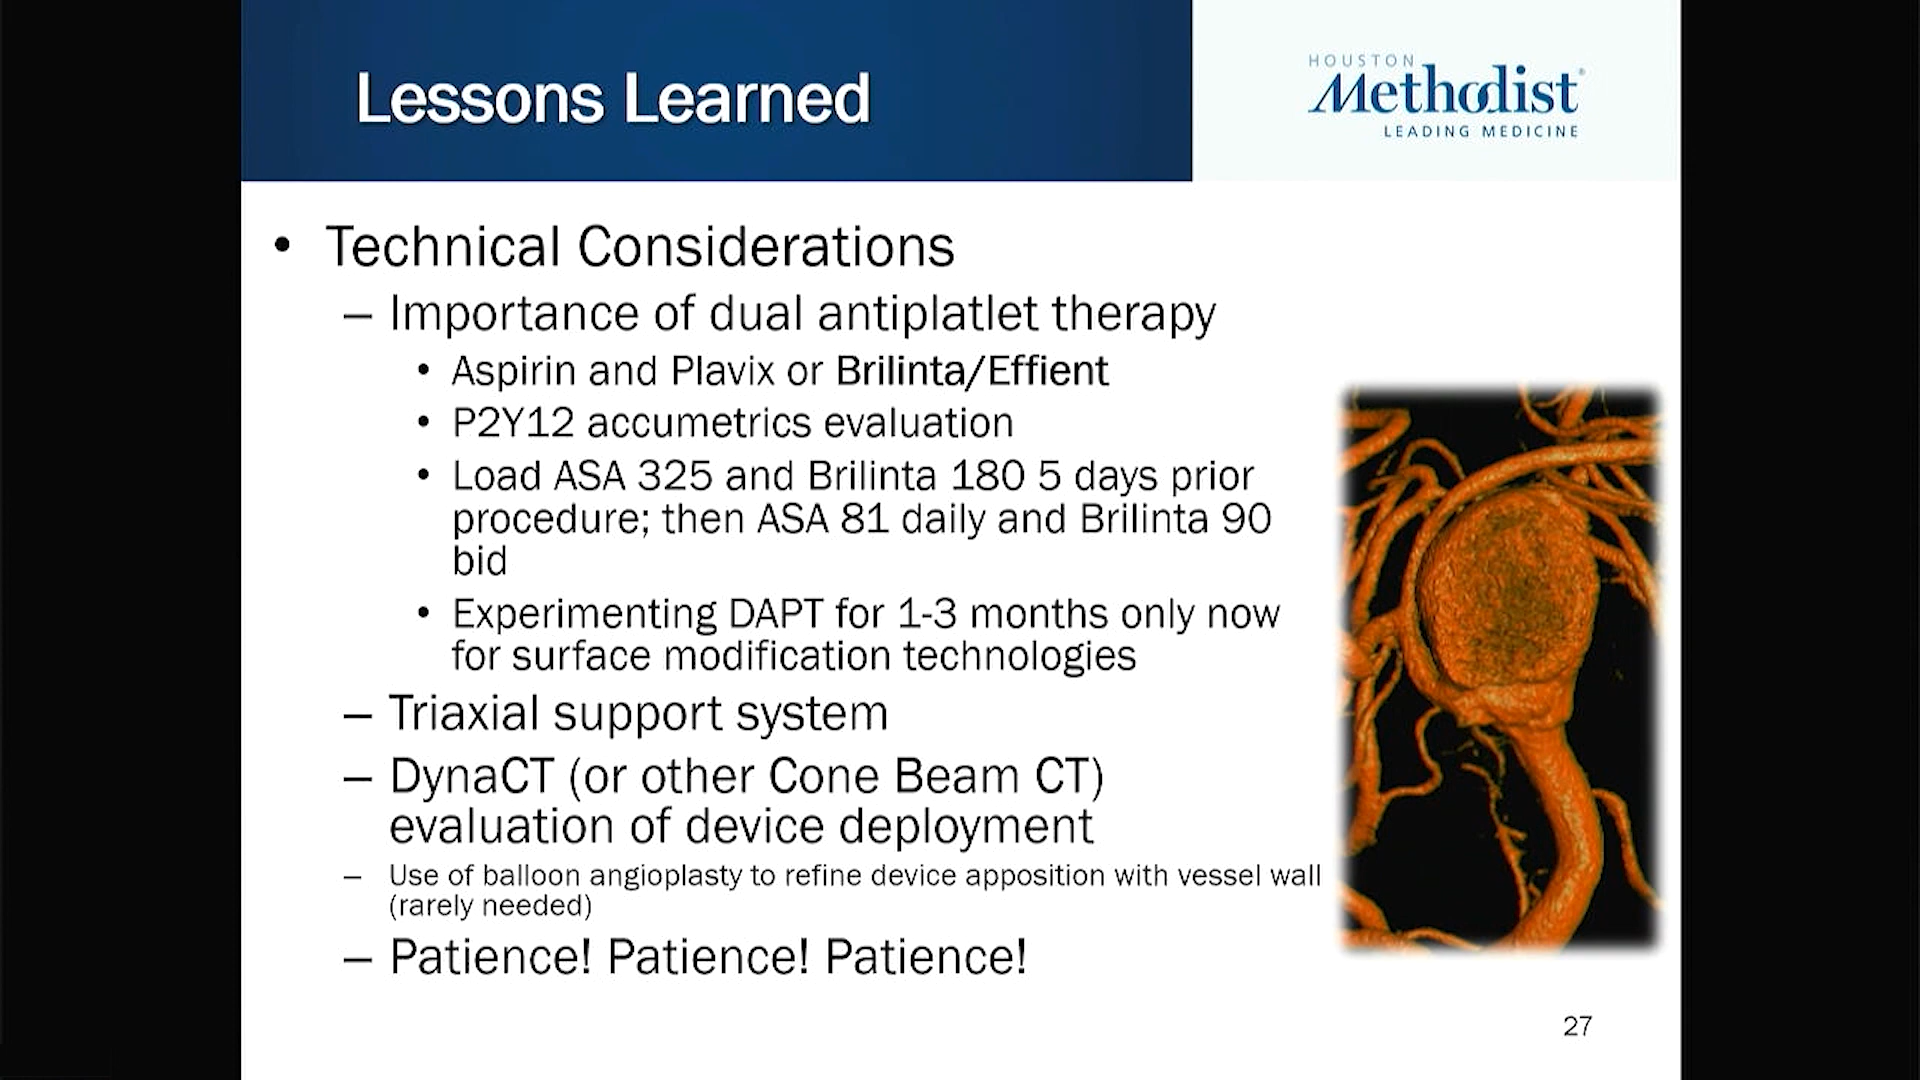 Lessons Learned
HOUSTON
Methodist
LEADING MEDICINE
• Technical Considerations
– Importance of dual antiplatlet therapy
• Aspirin and Plavix or Brilinta/Effient
• P2Y12 accumetrics evaluation
• Load ASA 325 and Brilinta 180 5 days prior
procedure; then ASA 81 daily and Brilinta 90
bid
• Experimenting DAPT for 1-3 months only now
for surface modification technologies
– Triaxial support system
– DynaCT (or other Cone Beam CT)
evaluation of device deployment
– Use of balloon angioplasty to refine device apposition with vessel wall
(rarely needed)
– Patience! Patience! Patience!
27